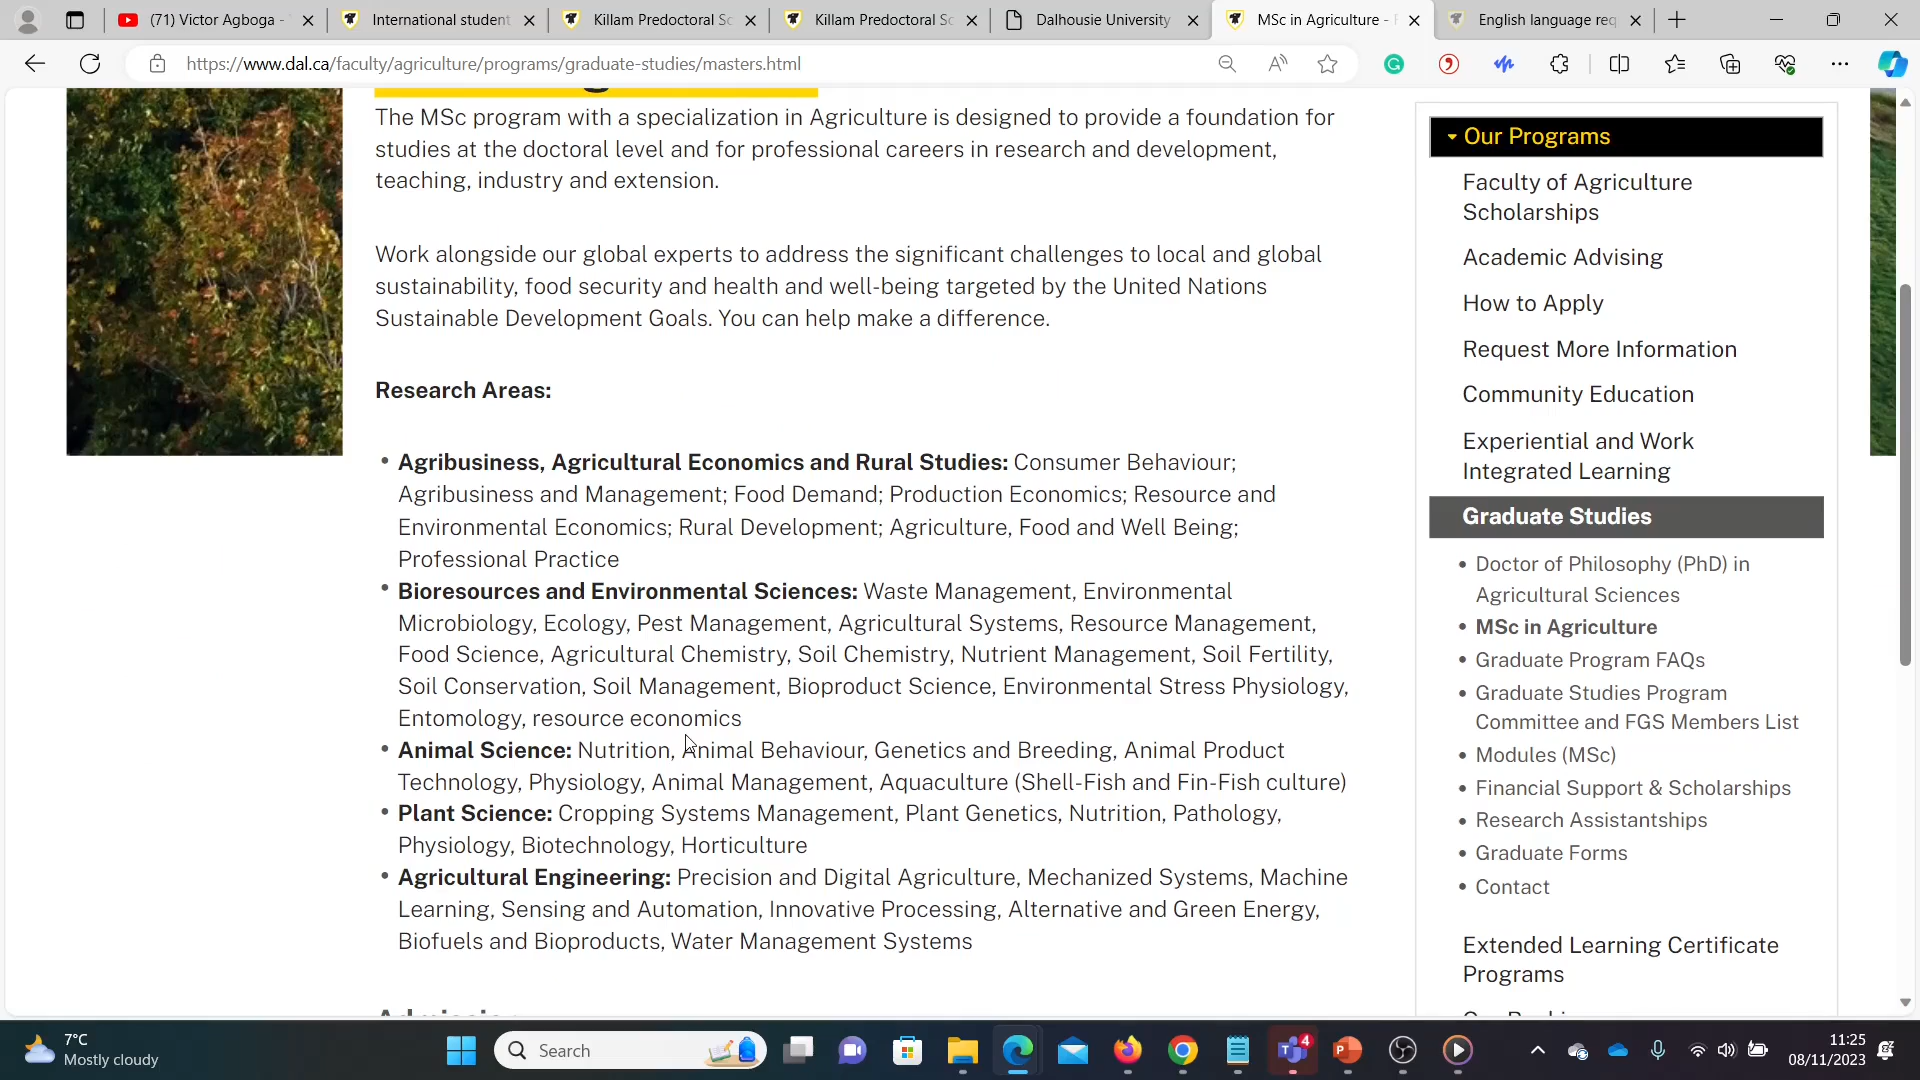 (71) Victor Agboga -
International student
Killam Predoctoral Sc
Killam Predoctoral Sc
Dalhousie University
MSc in Agriculture -
English language req
https://www.dal.ca/faculty/agriculture/programs/graduate-studies/masters.html
The MSc program with a specialization in Agriculture is designed to provide a foundation for
studies at the doctoral level and for professional careers in research and development,
teaching, industry and extension.
Work alongside our global experts to address the significant challenges to local and global
sustainability, food security and health and well-being targeted by the United Nations
Sustainable Development Goals. You can help make a difference.
Research Areas:
• Agribusiness, Agricultural Economics and Rural Studies: Consumer Behaviour;
Agribusiness and Management; Food Demand; Production Economics; Resource and
Environmental Economics; Rural Development; Agriculture, Food and Well Being;
Professional Practice
• Bioresources and Environmental Sciences: Waste Management, Environmental
Microbiology, Ecology, Pest Management, Agricultural Systems, Resource Management,
Food Science, Agricultural Chemistry, Soil Chemistry, Nutrient Management, Soil Fertility,
Soil Conservation, Soil Management, Bioproduct Science, Environmental Stress Physiology,
Entomology, resource economics
• Animal Science: Nutrition, Animal Behaviour, Genetics and Breeding, Animal Product
Technology, Physiology, Animal Management, Aquaculture (Shell-Fish and Fin-Fish culture)
• Plant Science: Cropping Systems Management, Plant Genetics, Nutrition, Pathology,
Physiology, Biotechnology, Horticulture
• Agricultural Engineering: Precision and Digital Agriculture, Mechanized Systems, Machine
Learning, Sensing and Automation, Innovative Processing, Alternative and Green Energy,
Biofuels and Bioproducts, Water Management Systems
Our Programs
Faculty of Agriculture
Scholarships
Academic Advising
How to Apply
Request More Information
Community Education
Experiential and Work
Integrated Learning
Graduate Studies
• Doctor of Philosophy (PhD) in
Agricultural Sciences
• MSc in Agriculture
• Graduate Program FAQs
• Graduate Studies Program
Committee and FGS Members List
• Modules (MSc)
• Financial Support & Scholarships
• Research Assistantships
• Graduate Forms
• Contact
Extended Learning Certificate
Programs
7°C
Mostly cloudy
Search
4
11:25
08/11/2023